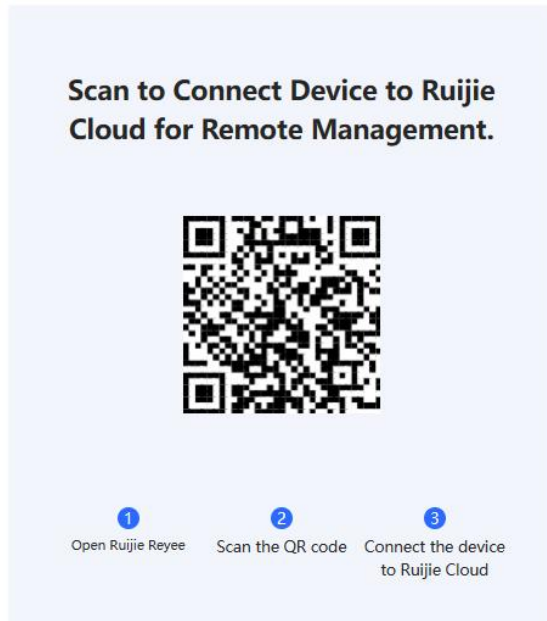 Scan to Connect Device to Ruijie
Cloud for Remote Management.
1
2
3
Open Ruijie Reyee
Scan the QR code
Connect the device
to Ruijie Cloud